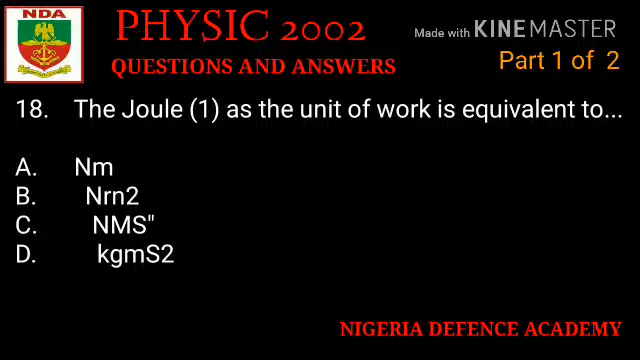 NDA
PHYSIC 2002
Made with KINEMASTER
QUESTIONS AND ANSWERS
Part 1 of 2
18. The Joule (1) as the unit of work is equivalent to...
A. Nm
B. Nrn2
C. NMS"
D. kgmS2
NIGERIA DEFENCE ACADEMY